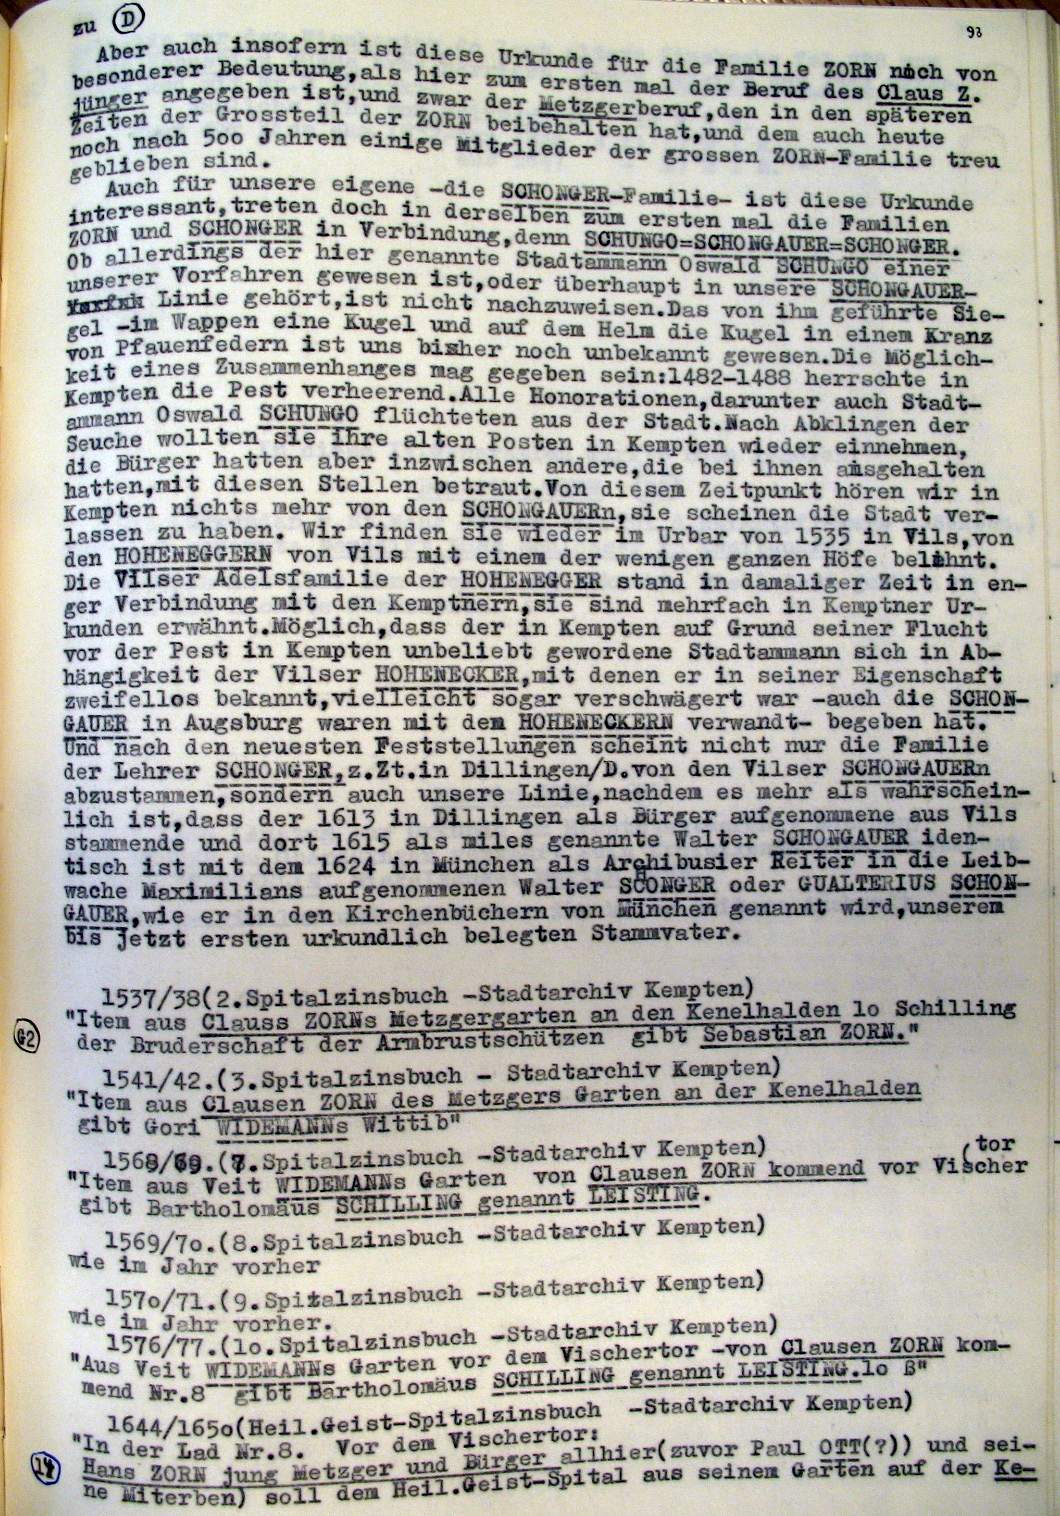 zu D
93
Aber auch insofern ist diese Urkunde für die Familie ZORN noch von
besonderer Bedeutung,als hier zum ersten mal der Beruf des Claus Z.
jünger angegeben ist,und zwar der Metzgerberuf,den in den späteren
Zeiten der Grossteil der ZORN beibehalten hat,und dem auch heute
noch nach 5oo Jahren einige Mitglieder der grossen ZORN-Familie treu
geblieben sind.
Auch für unsere eigene -die SCHONGER-Familie- ist diese Urkunde
interessant,treten doch in derselben zum ersten mal die Familien
ZORN und SCHONGER in Verbindung,denn SCHUNGO=SCHONGAUER=SCHONGER.
Ob allerdings der hier genannte Stadtammann Oswald SCHUNGO einer
unserer Vorfahren gewesen ist,oder überhaupt in unsere SCHONGAUER-
Linie gehört,ist nicht nachzuweisen.Das von ihm geführte Sie-
gel -im Wappen eine Kugel und auf dem Helm die Kugel in einem Kranz
von Pfauenfedern ist uns bisher noch unbekannt gewesen.Die Möglich-
keit eines Zusammenhanges mag gegeben sein:1482-1488 herrschte in
Kempten die Pest verheerend.Alle Honorationen,darunter auch Stadt-
ammann Oswald SCHUNGO flüchteten aus der Stadt.Nach Abklingen der
Seuche wollten sie ihre alten Posten in Kempten wieder einnehmen,
die Bürger hatten aber inzwischen andere,die bei ihnen ausgehalten
hatten,mit diesen Stellen betraut.Von diesem Zeitpunkt hören wir in
Kempten nichts mehr von den SCHONGAUERn,sie scheinen die Stadt ver-
lassen zu haben. Wir finden sie wieder im Urbar von 1535 in Vils,von
den HOHENEGGERN von Vils mit einem der wenigen ganzen Höfe belehnt.
Die Vilser Adelsfamilie der HOHENEGGER stand in damaliger Zeit in en-
ger Verbindung mit den Kemptnern,sie sind mehrfach in Kemptner Ur-
kunden erwähnt.Möglich,dass der in Kempten auf Grund seiner Flucht
vor der Pest in Kempten unbeliebt gewordene Stadtammann sich in Ab-
hängigkeit der Vilser HOHENECKER,mit denen er in seiner Eigenschaft
zweifellos bekannt,vielleicht sogar verschwägert war -auch die SCHON-
GAUER in Augsburg waren mit dem HOHENECKERN verwandt- begeben hat.
Und nach den neuesten Feststellungen scheint nicht nur die Familie
der Lehrer SCHONGER,z.Zt.in Dillingen/D.von den Vilser SCHONGAUERn
abzustammen,sondern auch unsere Linie,nachdem es mehr als wahrschein-
lich ist,dass der 1613 in Dillingen als Bürger aufgenommene aus Vils
stammende und dort 1615 als miles genannte Walter SCHONGAUER iden-
tisch ist mit dem 1624 in München als Archibusier Reiter in die Leib-
wache Maximilians aufgenommenen Walter SCHONGER oder GUALTERIUS SCHON-
GAUER,wie er in den Kirchenbüchern von München genannt wird,unserem
bis jetzt ersten urkundlich belegten Stammvater.
1537/38(2.Spitalzinsbuch -Stadtarchiv Kempten)
"Item aus Clauss ZORNs Metzgergarten an den Kenelhalden lo Schilling
G2 der Bruderschaft der Armbrustschützen gibt Sebastian ZORN."
1541/42.(3.Spitalzinsbuch - Stadtarchiv Kempten)
"Item aus Clausen ZORN des Metzgers Garten an der Kenelhalden
gibt Gori WIDEMANNs Wittib"
1568/69.(7.Spitalzinsbuch -Stadtarchiv Kempten)
"Item aus Veit WIDEMANNs Garten von Clausen ZORN kommend vor Vischer (tor
gibt Bartholomäus SCHILLING genannt LEISTING.
1569/7o.(8.Spitalzinsbuch -Stadtarchiv Kempten)
wie im Jahr vorher
157o/71.(9.Spitalzinsbuch -Stadtarchiv Kempten)
wie im Jahr vorher.
1576/77.(lo.Spitalzinsbuch -Stadtarchiv Kempten)
"Aus Veit WIDEMANNs Garten vor dem Vischertor -von Clausen ZORN kom-
mend Nr.8 gibt Bartholomäus SCHILLING genannt LEISTING.lo ß"
1644/165o(Heil.Geist-Spitalzinsbuch -Stadtarchiv Kempten)
"In der Lad Nr.8. Vor dem Vischertor:
14 Hans ZORN jung Metzger und Bürger allhier(zuvor Paul OTT(?)) und sei-
ne Miterben) soll dem Heil.Geist-Spital aus seinem Garten auf der Ke-